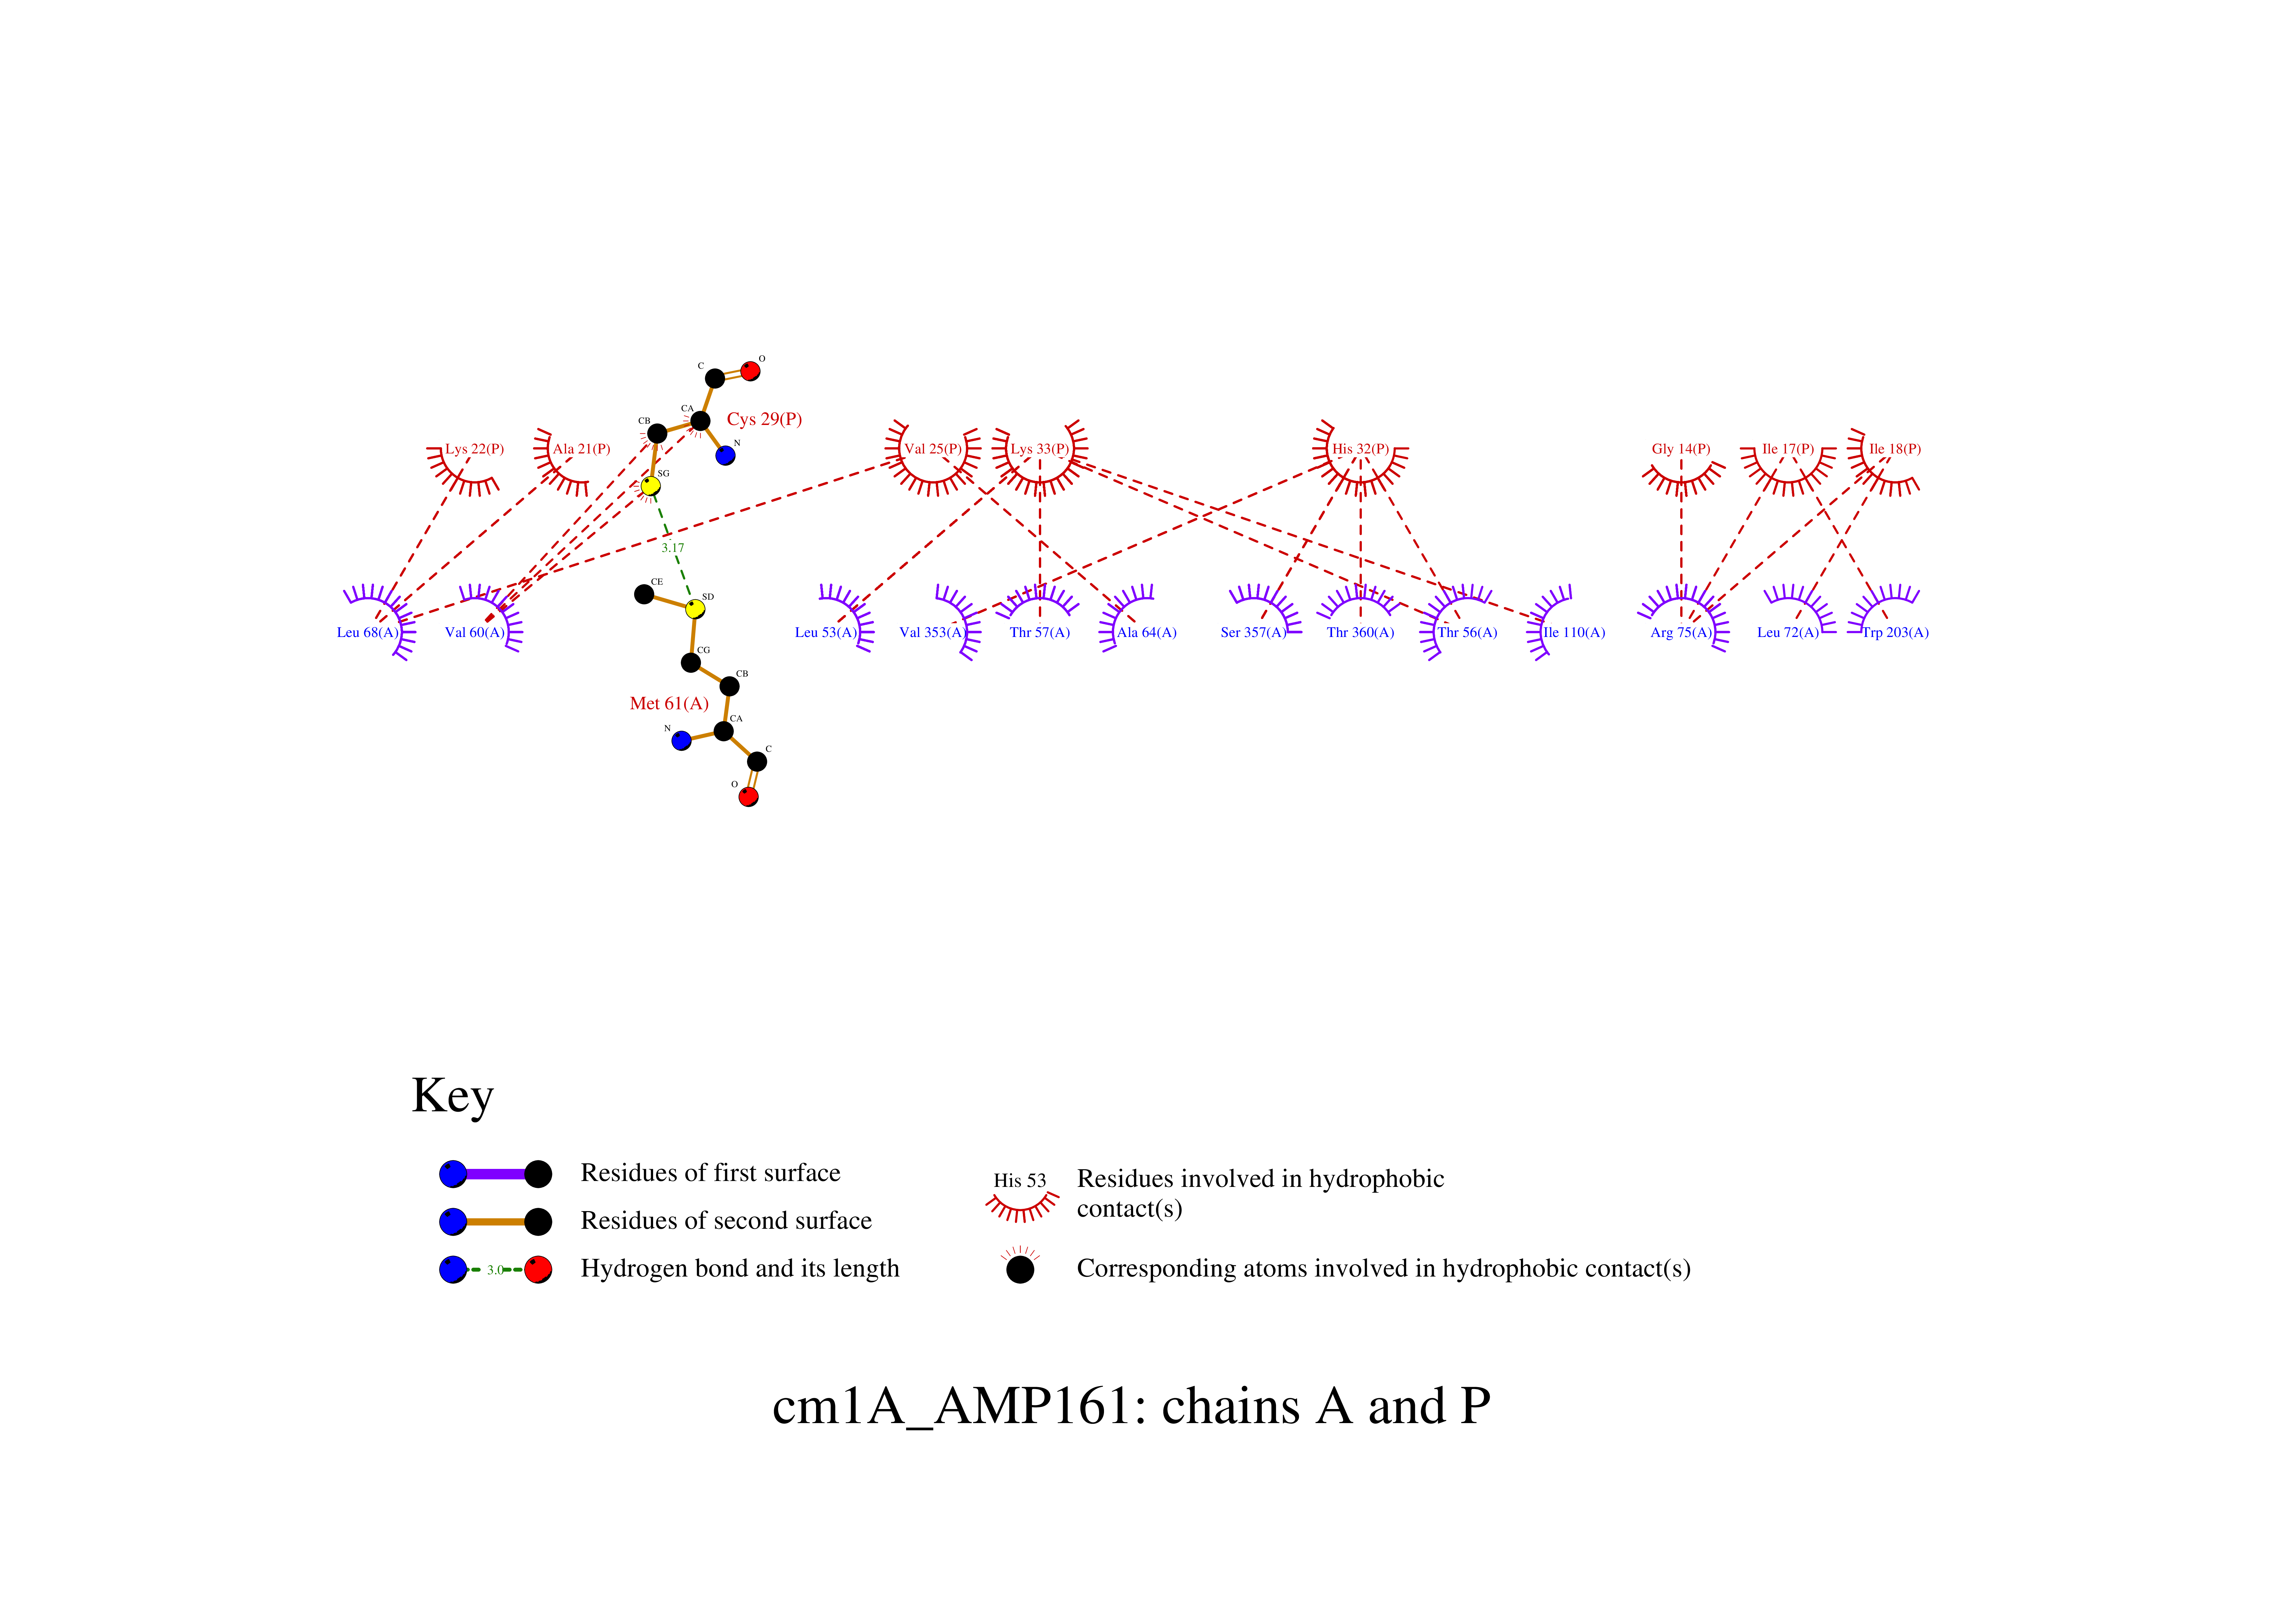 C
O
CA
Cys 29(P)
CB
N
Lys 22(P)
Ala 21(P)
Val 25(P)
Lys 33(P)
His 32(P)
Gly 14(P)
Ile 17(P)
Ile 18(P)
SG
3.17
CE
SD
Leu 68(A)
Val 60(A)
Leu 53(A)
Val 353(A)
Thr 57(A)
Ala 64(A)
Ser 357(A)
Thr 360(A)
Thr 56(A)
Ile 110(A)
Arg 75(A)
Leu 72(A)
Trp 203(A)
CG
CB
Met 61(A)
CA
N
C
O
Key
Residues of first surface
Residues of second surface
3.0
Hydrogen bond and its length
His 53
Residues involved in hydrophobic
contact(s)
Corresponding atoms involved in hydrophobic contact(s)
cm1A_AMP161: chains A and P